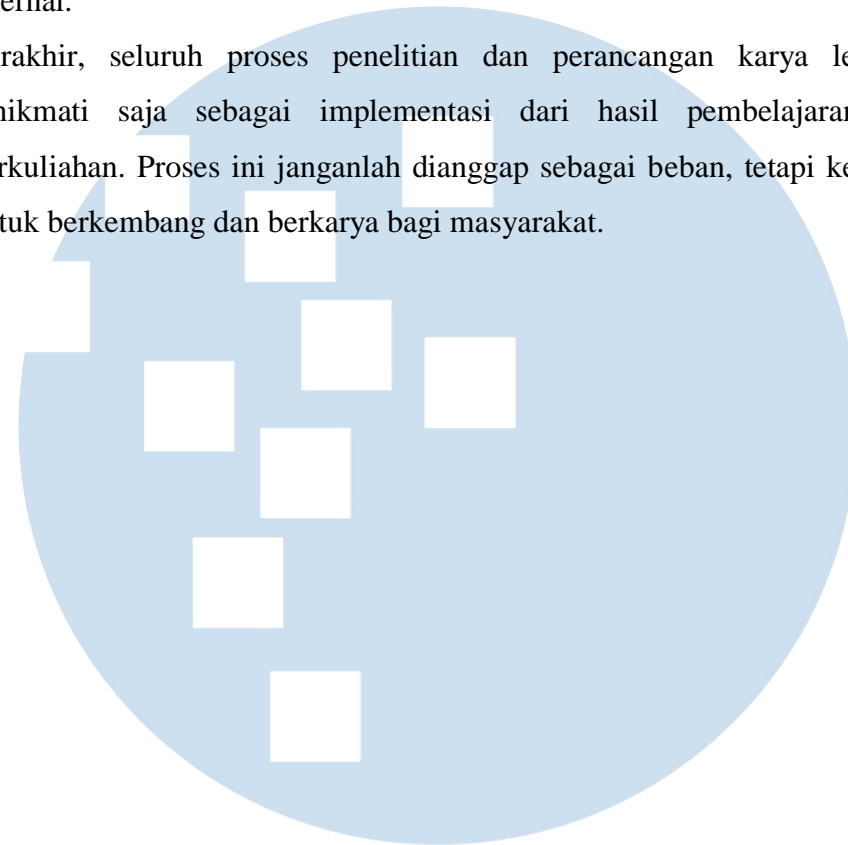 ernal.
rakhir, seluruh proses penelitian dan perancangan karya le
nikmati saja sebagai implementasi dari hasil pembelajaran
rkuliahan. Proses ini janganlah dianggap sebagai beban, tetapi ke
tuk berkembang dan berkarya bagi masyarakat.